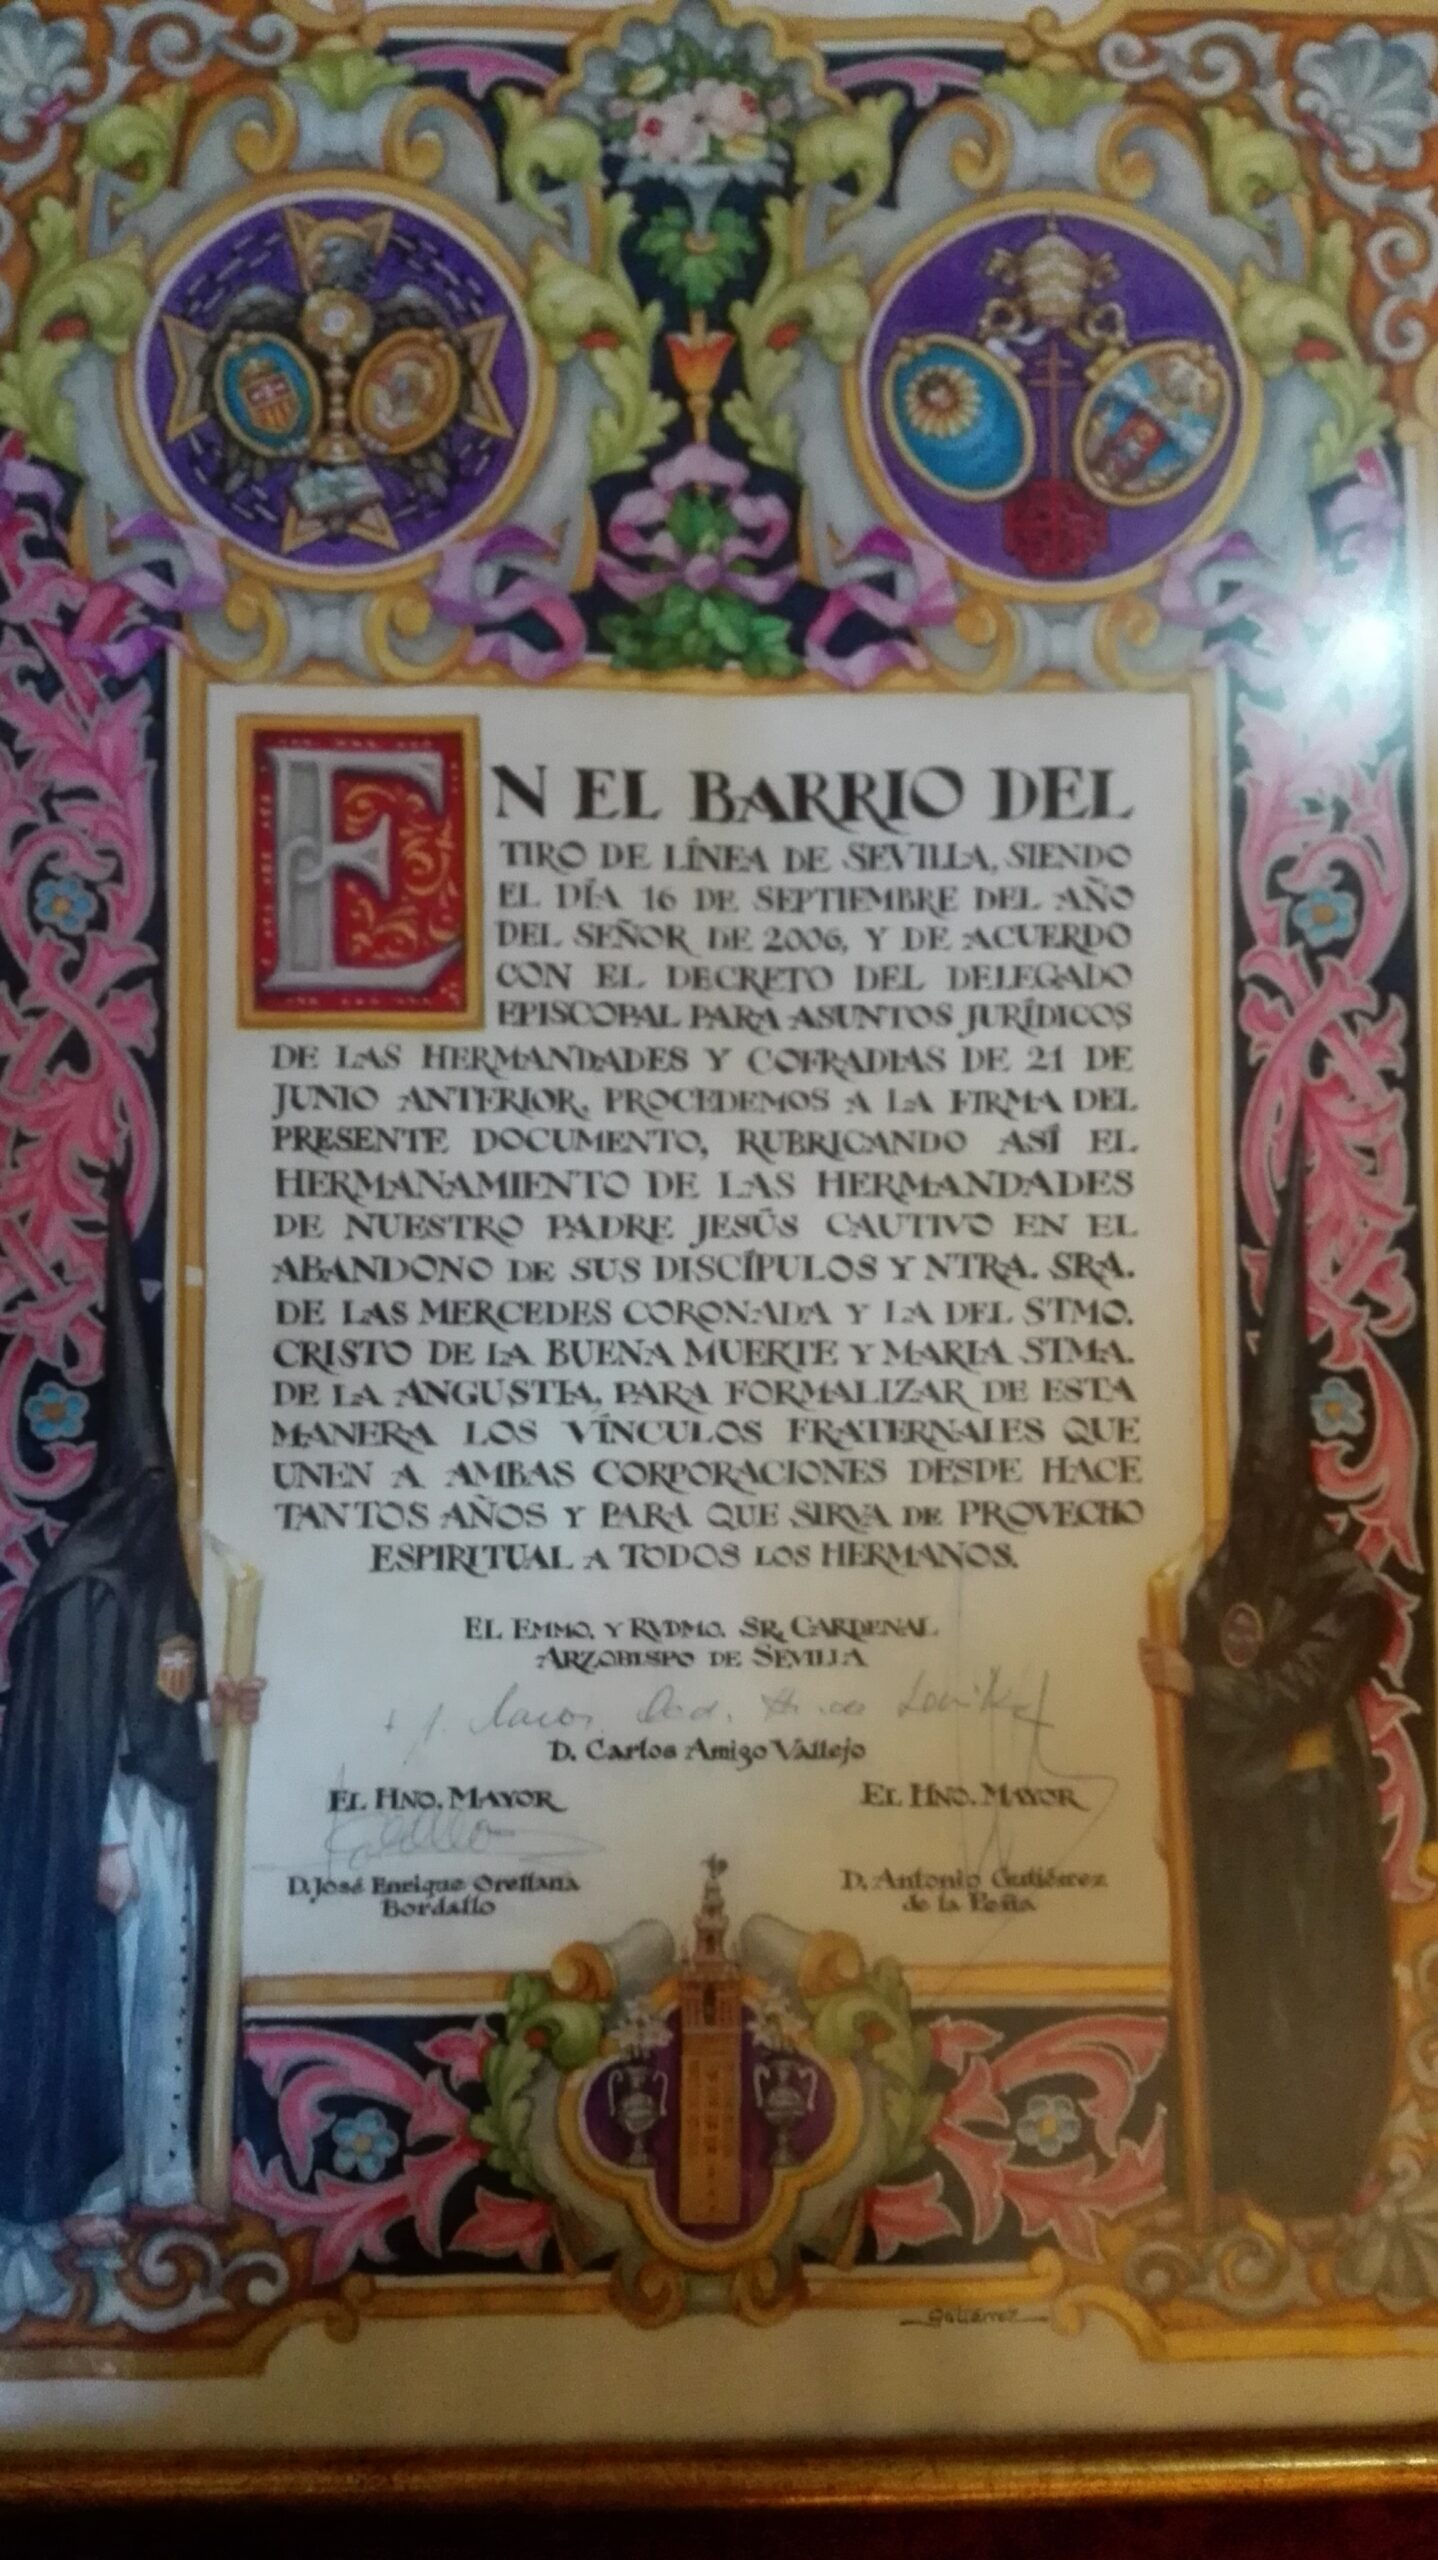 EN EL BARRIO DEL
TIRO DE LÍNEA DE SEVILLA, SIENDO
EL DÍA 16 DE SEPTIEMBRE DEL AÑO
DEL SEÑOR DE 2006, Y DE ACUERDO
CON EL DECRETO DEL DELEGADO
EPISCOPAL PARA ASUNTOS JURÍDICOS
DE LAS HERMANDADES Y COFRADIAS DE 21 DE
JUNIO ANTERIOR, PROCEDEMOS A LA FIRMA DEL
PRESENTE DOCUMENTO, RUBRICANDO ASÍ EL
HERMANAMIENTO DE LAS HERMANDADES
DE NUESTRO PADRE JESÚS CAUTIVO EN EL
ABANDONO DE SUS DISCÍPULOS Y NTRA. SRA.
DE LAS MERCEDES CORONADA Y LA DEL STMO.
CRISTO DE LA BUENA MUERTE Y MARIA STMA.
DE LA ANGUSTIA, PARA FORMALIZAR DE ESTA
MANERA LOS VÍNCULOS FRATERNALES QUE
UNEN A AMBAS CORPORACIONES DESDE HACE
TANTOS AÑOS Y PARA QUE SIRVA DE PROVECHO
ESPIRITUAL A TODOS LOS HERMANOS.
EL EMMO. Y RVDMO. SR. CARDENAL
ARZOBISPO DE SEVILLA
D. Carlos Amigo Vallejo
EL HNO. MAYOR
D. José Enrique Orellana
Bordallo
EL HNO. MAYOR
D. Antonio Gutiérrez
de la Peña
Gutiérrez